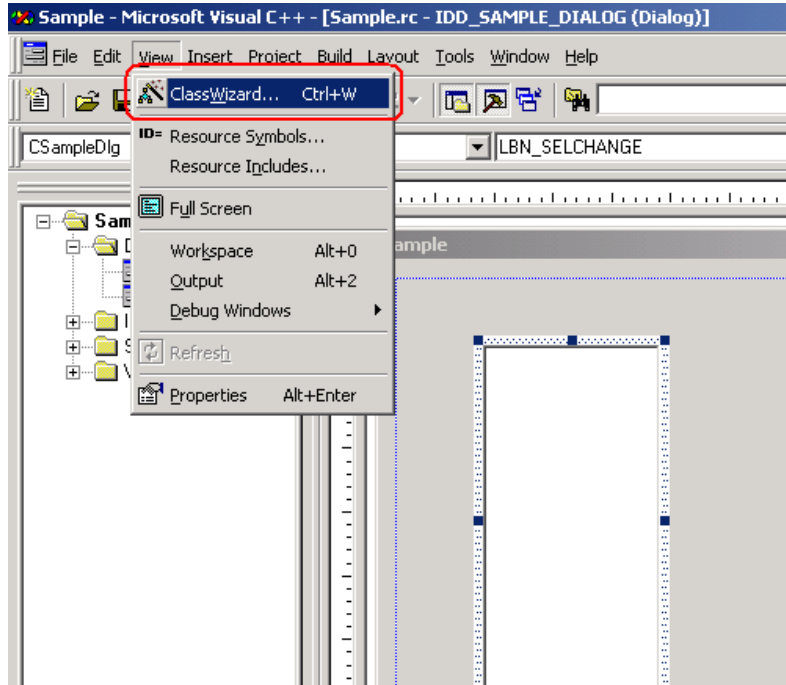 Sample - Microsoft Visual C++ - [Sample.rc - IDD_SAMPLE_DIALOG (Dialog)]
File Edit View Insert Project Build Layout Tools Window Help
ClassWizard... Ctrl+W
CSampleDlg
LBN_SELCHANGE
ID= Resource Symbols...
Resource Includes...
Full Screen
Workspace Alt+0
Output Alt+2
Debug Windows
Refresh
Properties Alt+Enter
Sam
ample